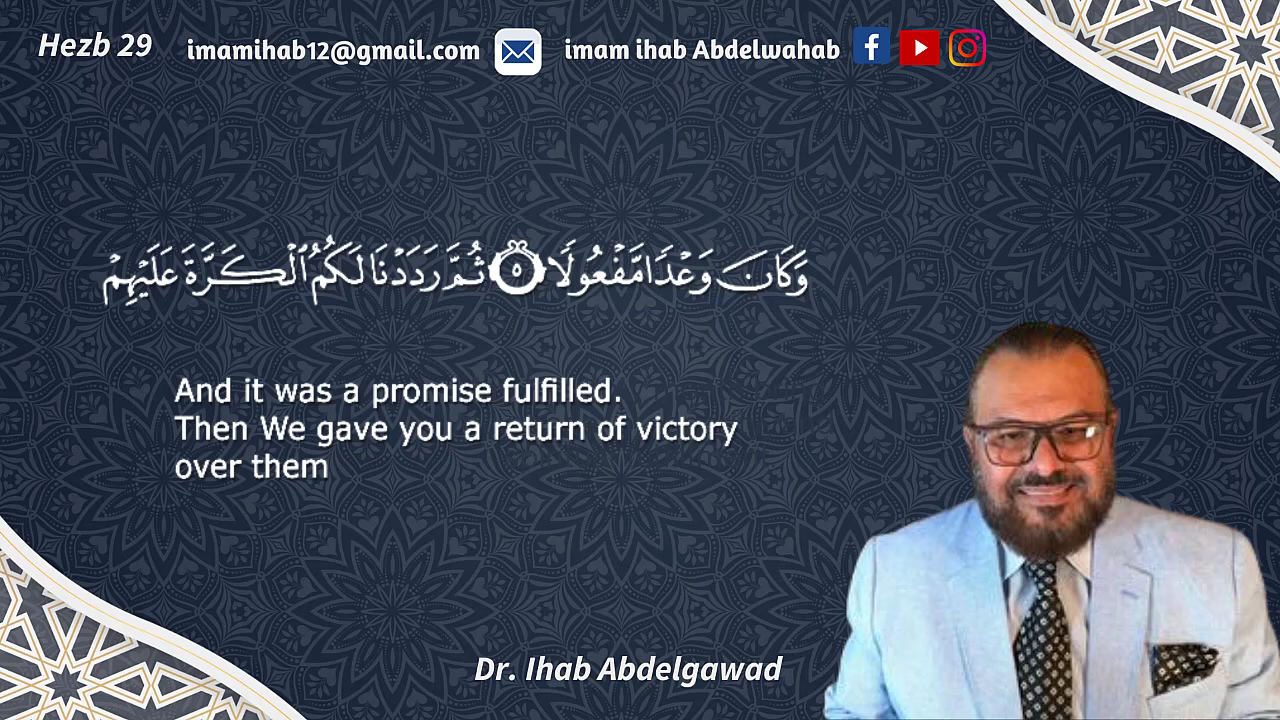 Hezb 29
imamihab12@gmail.com
imam ihab Abdelwahab
وَكَانَ وَعْدًا مَّفْعُولًا ۝٥ ثُمَّ رَدَدْنَا لَكُمُ ٱلْكَرَّةَ عَلَيْهِمْ
And it was a promise fulfilled.
Then We gave you a return of victory
over them
Dr. Ihab Abdelgawad